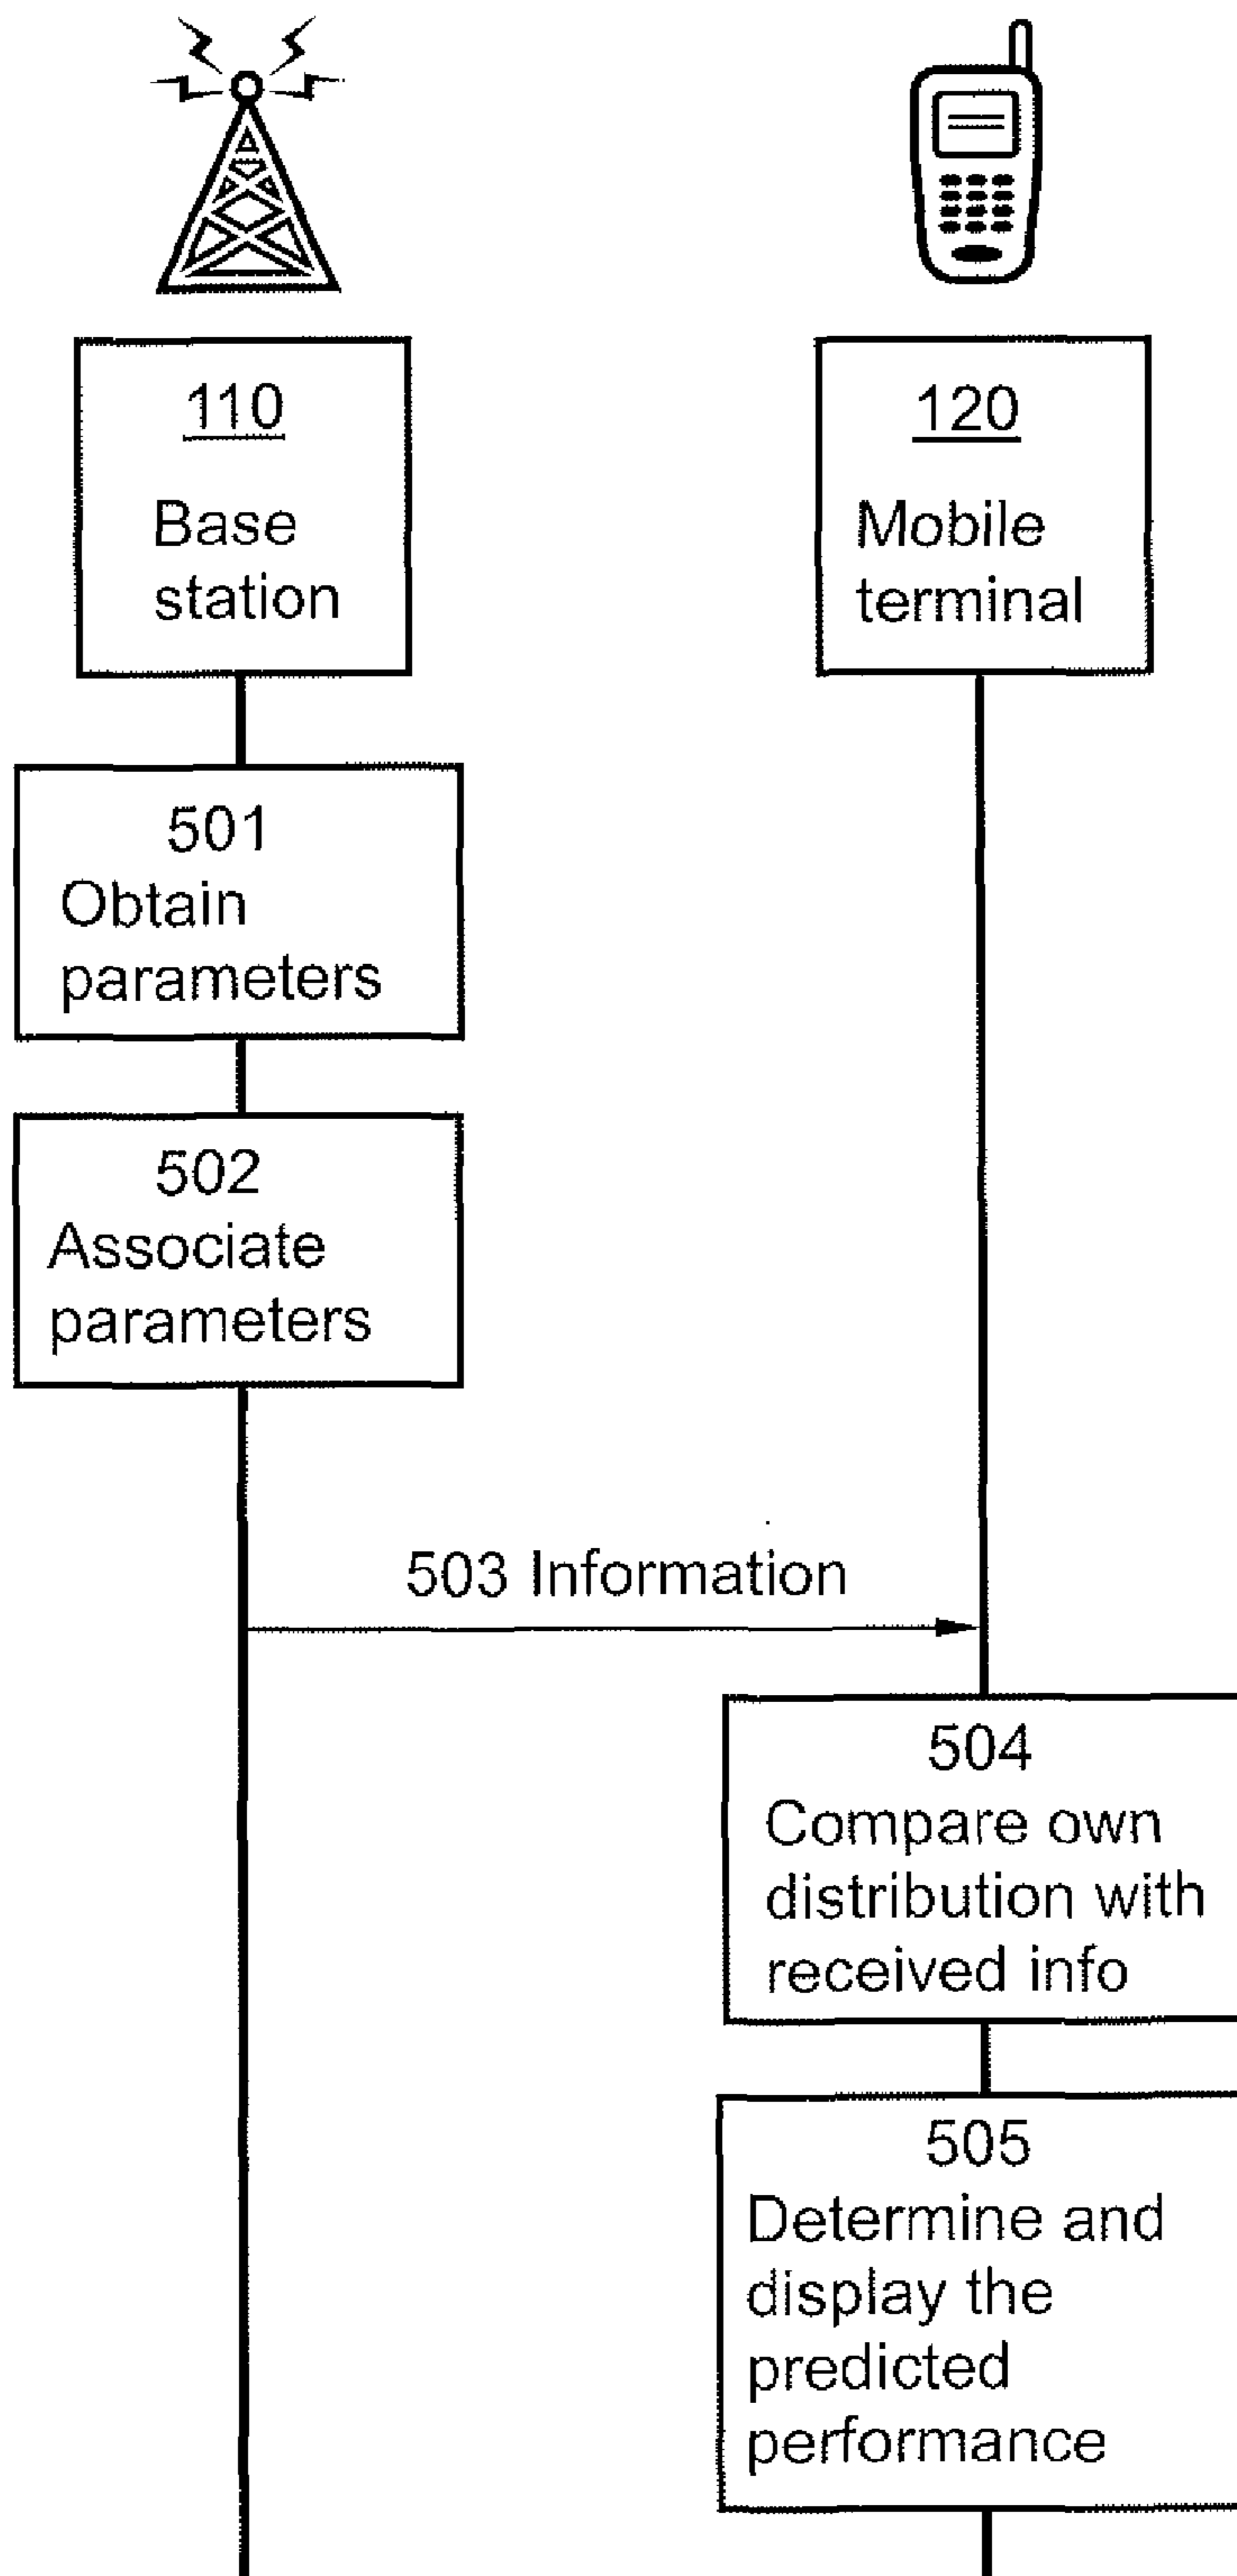 110
Base
station
120
Mobile
terminal
501
Obtain
parameters
502
Associate
parameters
503 Information
504
Compare own
distribution with
received info
505
Determine and
display the
predicted
performance